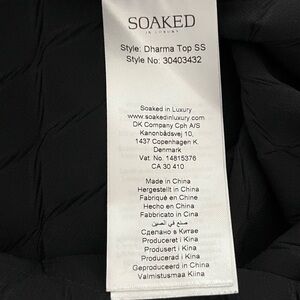 SOAKED
IN LUXURY
Style: Dharma Top SS
Style No: 30403432
Soaked in Luxury
www.soakedinluxury.com
DK Company Cph A/S
Kanonbådsvej 10,
1437 Copenhagen K
Denmark
Vat. No. 14815376
CA 30 410
Made in China
Hergestellt in China
Fabriqué en Chine
Hecho en China
Fabbricato in Cina
صنع في الصين
Сделано в Китае
Produceret i Kina
Produsert i Kina
Producerad i Kina
Geproduceerd in China
Valmistusmaa Kiina